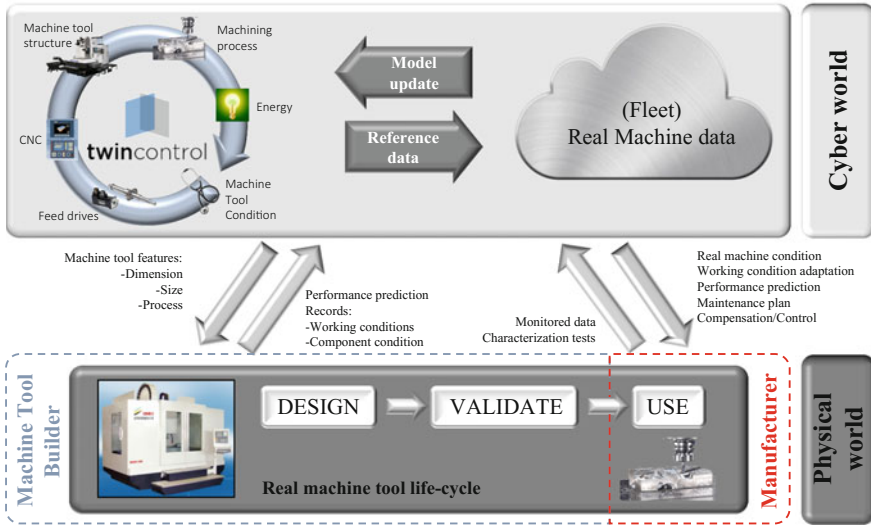 Machine tool
structure
Machining
process
Energy
CNC
twincontrol
Feed drives
Machine
Tool
Condition
Model
update
Reference
data
(Fleet)
Real Machine data
Cyber world
Machine tool features:
-Dimension
-Size
-Process
Performance prediction
Records:
-Working conditions
-Component condition
Monitored data
Characterization tests
Real machine condition
Working condition adaptation
Performance prediction
Maintenance plan
Compensation/Control
Machine Tool
Builder
DESIGN
VALIDATE
USE
Real machine tool life-cycle
Manufacturer
Physical
world